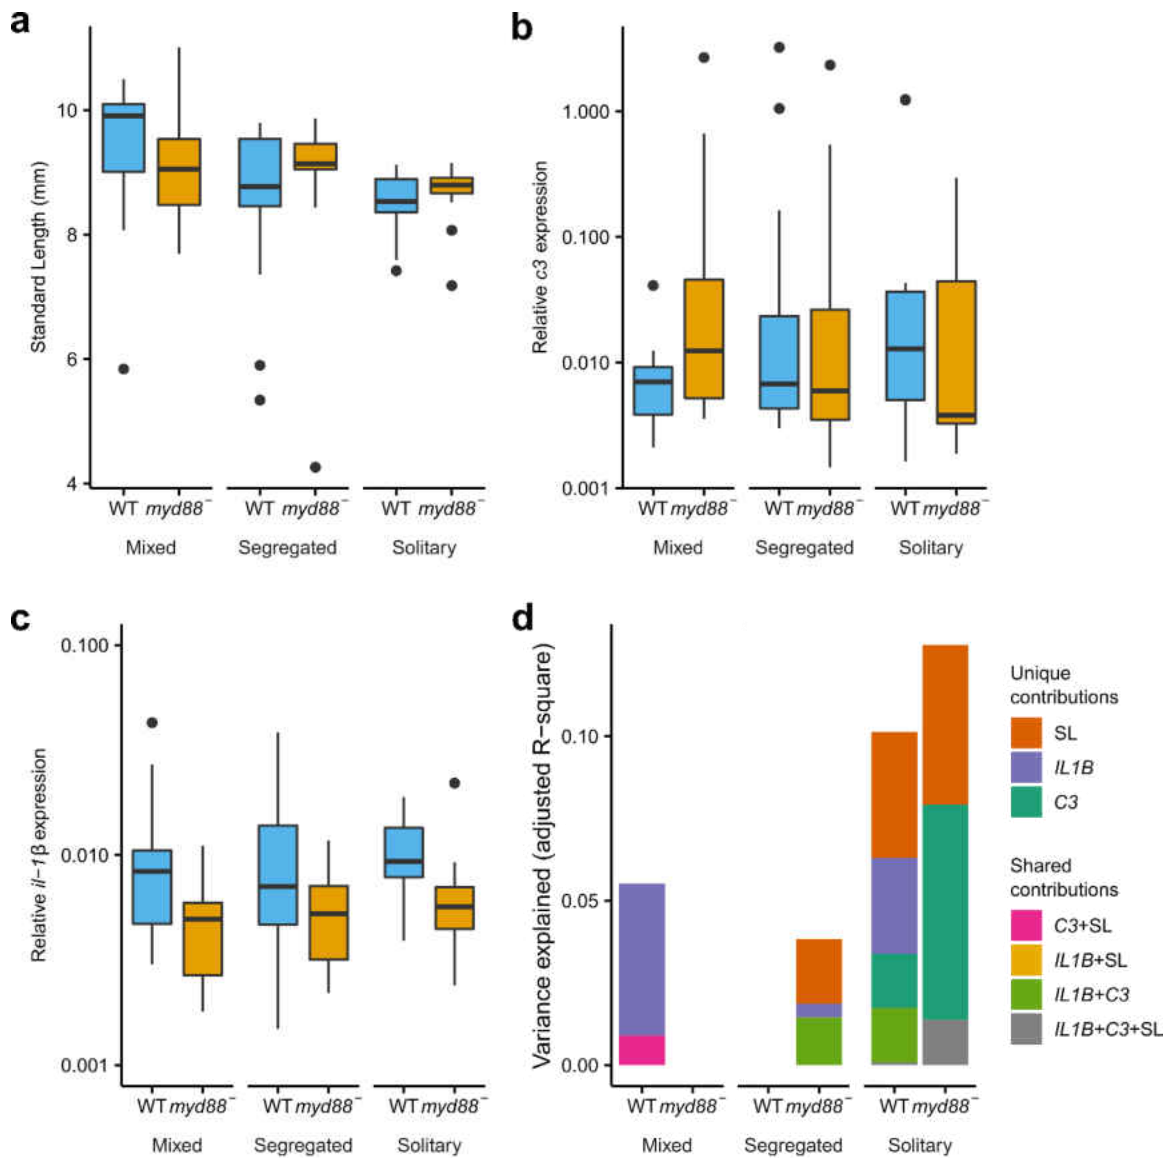 a
Standard Length (mm)
10
8
6
4
WT myd88⁻ WT myd88⁻ WT myd88⁻
Mixed Segregated Solitary
b
Relative c3 expression
1.000
0.100
0.010
0.001
WT myd88⁻ WT myd88⁻ WT myd88⁻
Mixed Segregated Solitary
c
Relative il−1β expression
0.100
0.010
0.001
WT myd88⁻ WT myd88⁻ WT myd88⁻
Mixed Segregated Solitary
d
Variance explained (adjusted R−square)
0.10
0.05
0.00
WT myd88⁻ WT myd88⁻ WT myd88⁻
Mixed Segregated Solitary
Unique
contributions
SL
IL1B
C3
Shared
contributions
C3+SL
IL1B+SL
IL1B+C3
IL1B+C3+SL